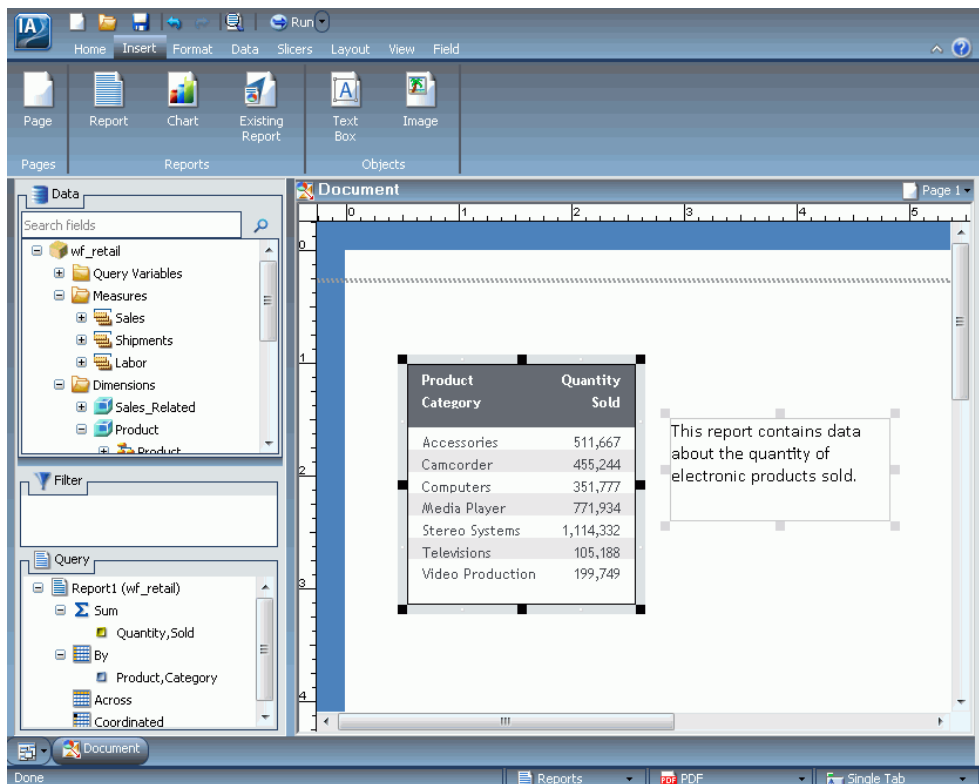 IA Run
Home Insert Format Data Slicers Layout View Field
Page Report Chart Existing Report Text Box Image
Pages Reports Objects
Data
Search fields
wf_retail
Query Variables
Measures
Sales
Shipments
Labor
Dimensions
Sales_Related
Product
Product
Filter
Query
Report1 (wf_retail)
Sum
Quantity,Sold
By
Product,Category
Across
Coordinated
Document Page 1
0 1 2 3 4 5
0
1
2
3
4
Product Category Quantity Sold
Accessories 511,667
Camcorder 455,244
Computers 351,777
Media Player 771,934
Stereo Systems 1,114,332
Televisions 105,188
Video Production 199,749
This report contains data
about the quantity of
electronic products sold.
Document
Done Reports PDF PDF Single Tab